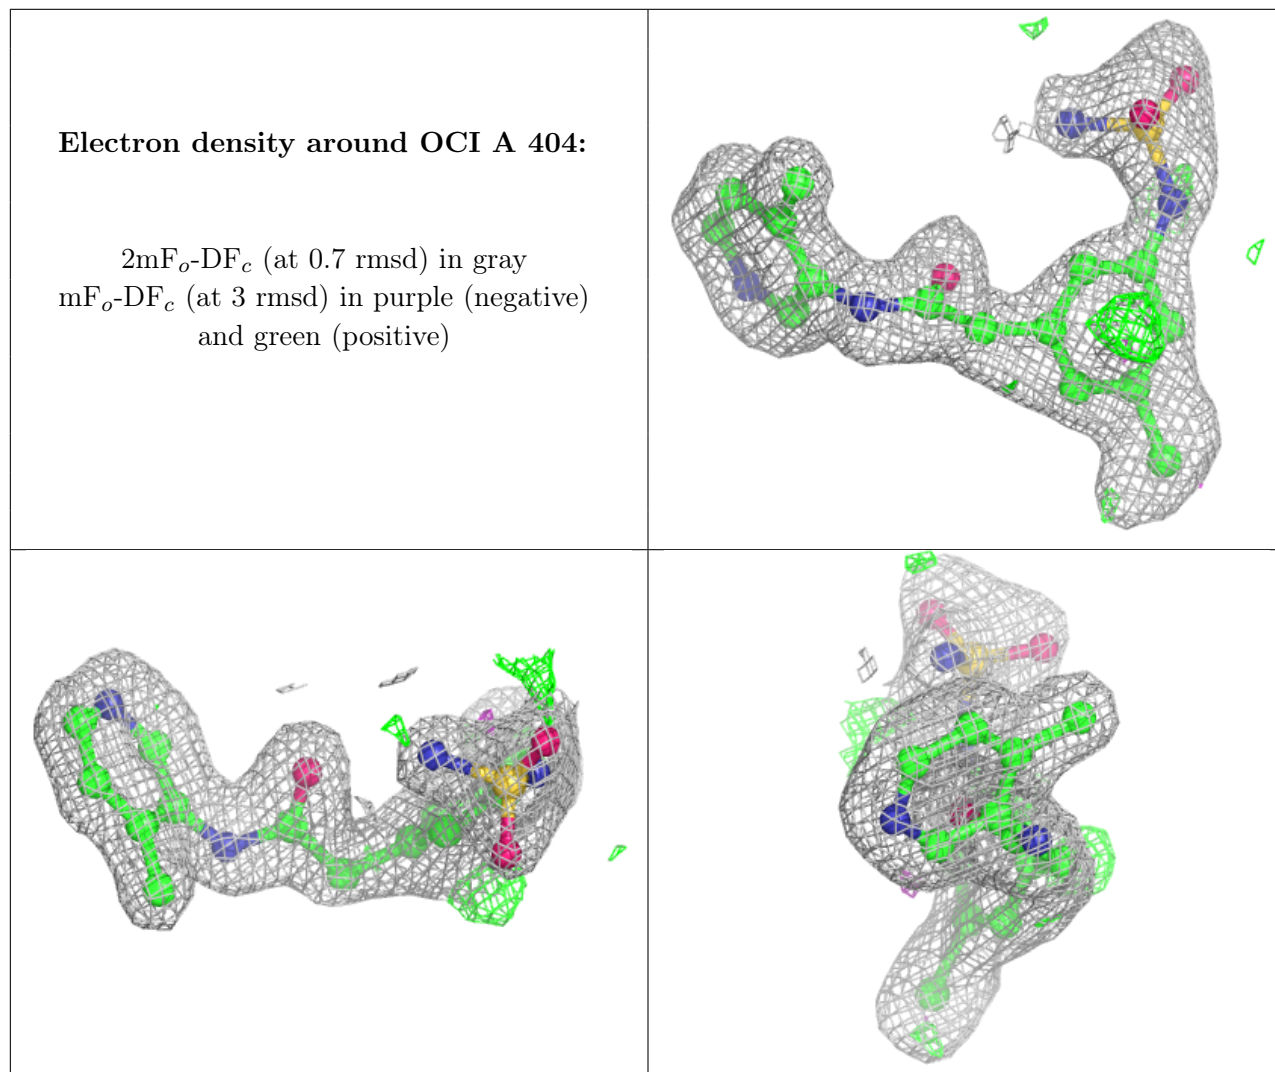 Electron density around OCI A 404:
2mFo-DFc (at 0.7 rmsd) in gray
mFo-DFc (at 3 rmsd) in purple (negative)
and green (positive)